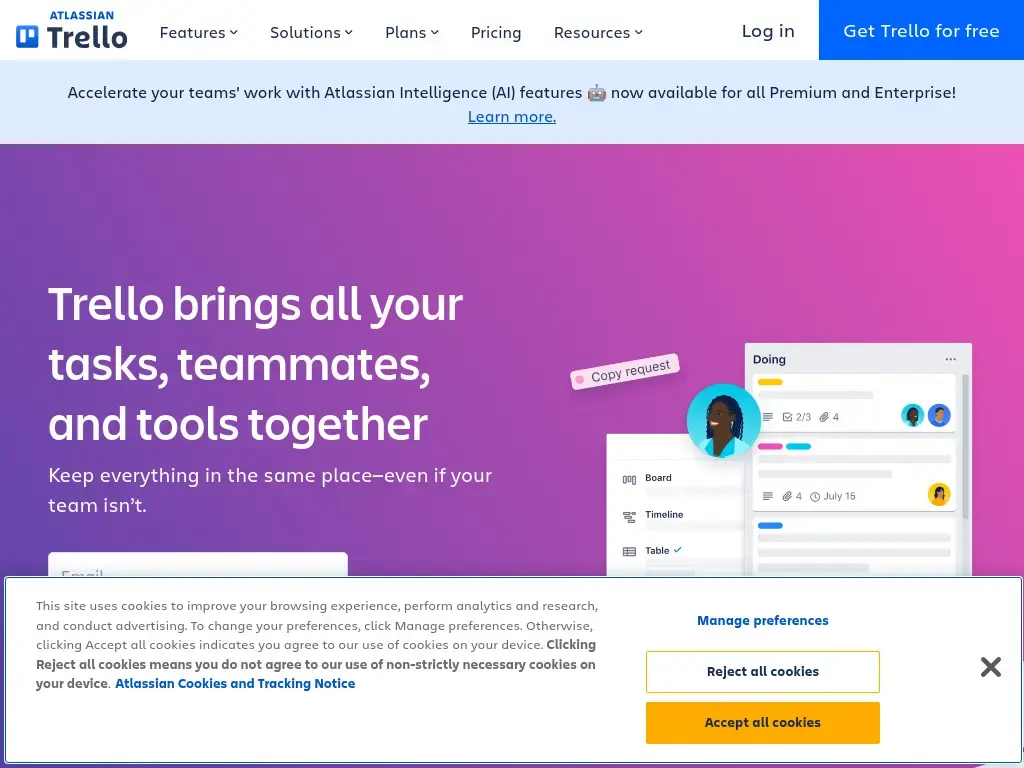 ATLASSIAN
Trello
Features
Solutions
Plans
Pricing
Resources
Log in
Get Trello for free
Accelerate your teams' work with Atlassian Intelligence (AI) features 🤖 now available for all Premium and Enterprise!
Learn more.
Trello brings all your
tasks, teammates,
and tools together
Keep everything in the same place—even if your
team isn't.
Email
Copy request
Doing
2/3
4
4
July 15
Board
Timeline
Table
This site uses cookies to improve your browsing experience, perform analytics and research,
and conduct advertising. To change your preferences, click Manage preferences. Otherwise,
clicking Accept all cookies indicates you agree to our use of cookies on your device. Clicking
Reject all cookies means you do not agree to our use of non-strictly necessary cookies on
your device. Atlassian Cookies and Tracking Notice
Manage preferences
Reject all cookies
Accept all cookies